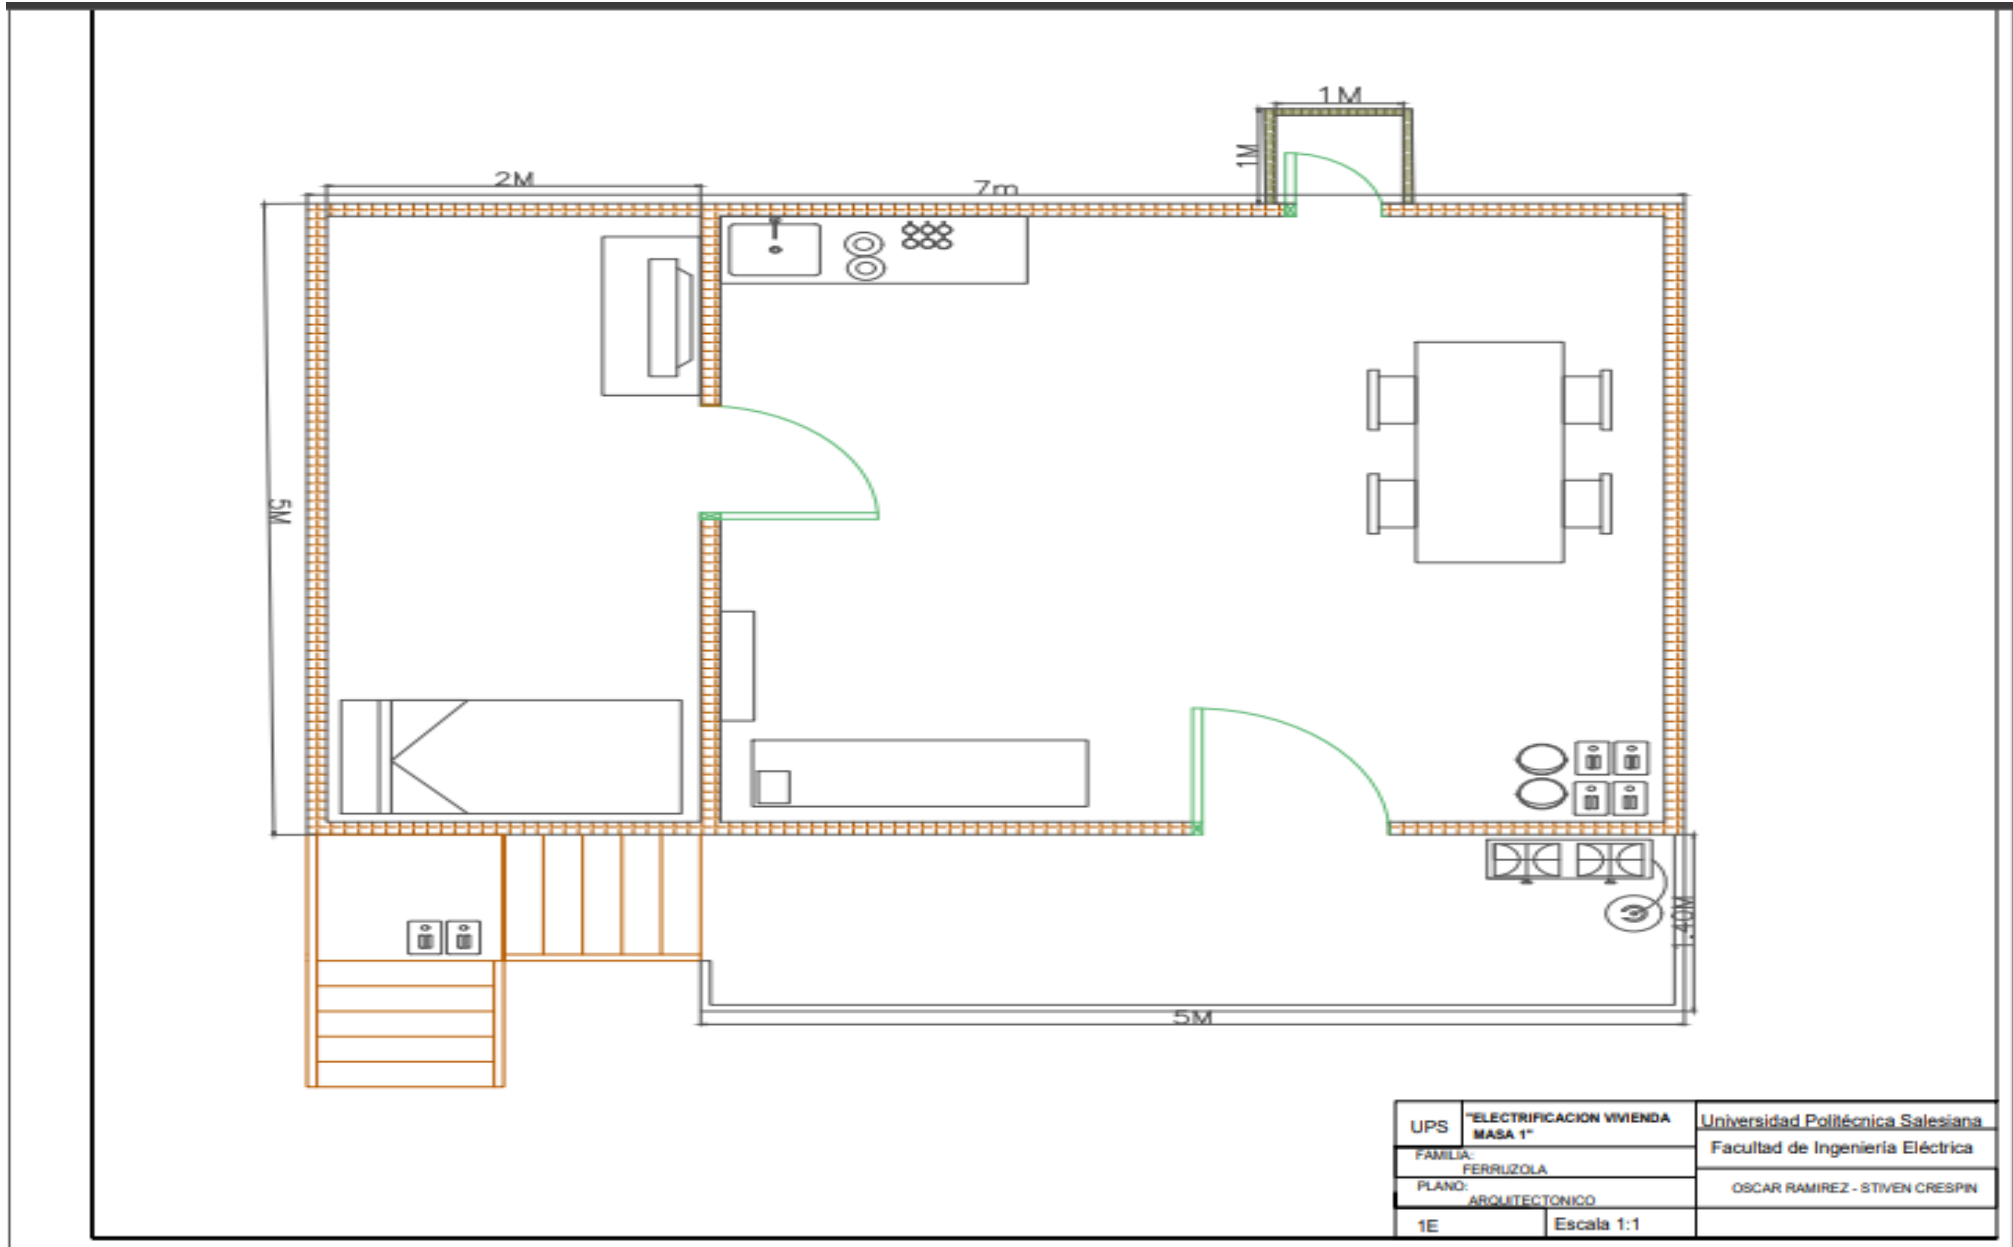 1M
1M
2M
7m
5M
1.40M
5M
UPS
"ELECTRIFICACION VIVIENDA
MASA 1"
Universidad Politécnica Salesiana
Facultad de Ingeniería Eléctrica
FAMILIA:
FERRUZOLA
PLANO:
ARQUITECTONICO
OSCAR RAMIREZ - STIVEN CRESPIN
1E
Escala 1:1